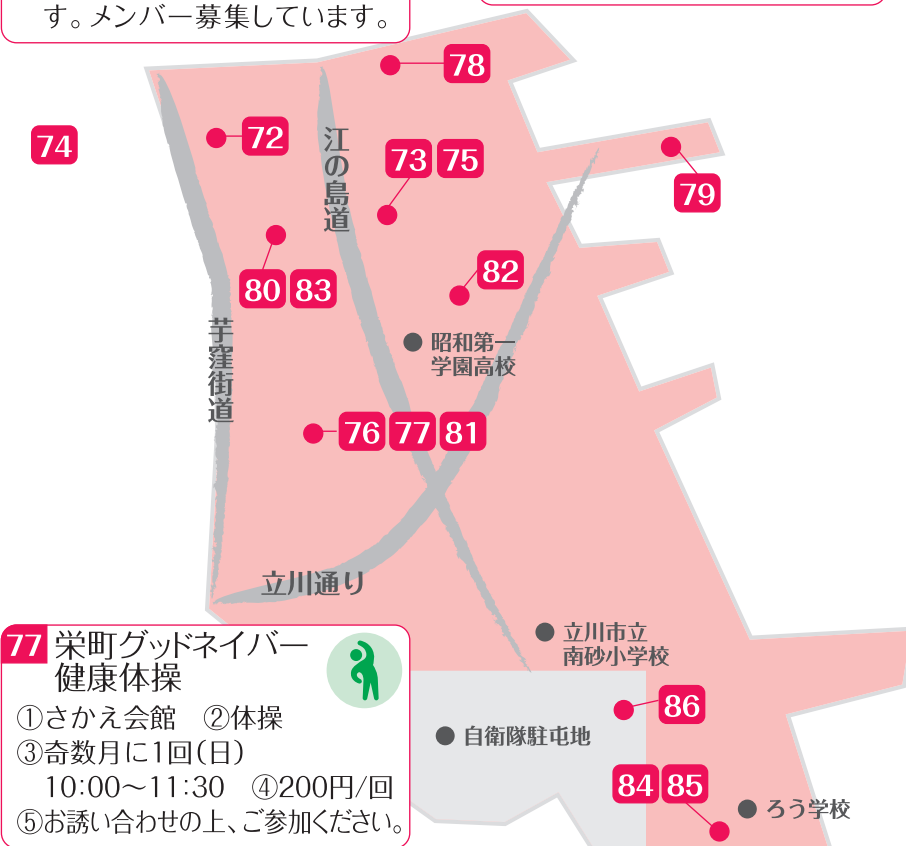 す。メンバー募集しています。
78
74
72
江の島道
73 75
79
82
80 83
昭和第一
学園高校
芋窪街道
76 77 81
立川通り
立川市立
南砂小学校
77 栄町グッドネイバー
健康体操
①さかえ会館 ②体操
③奇数月に1回(日)
10:00～11:30 ④200円/回
⑤お誘い合わせの上、ご参加ください。
86
自衛隊駐屯地
84 85
ろう学校